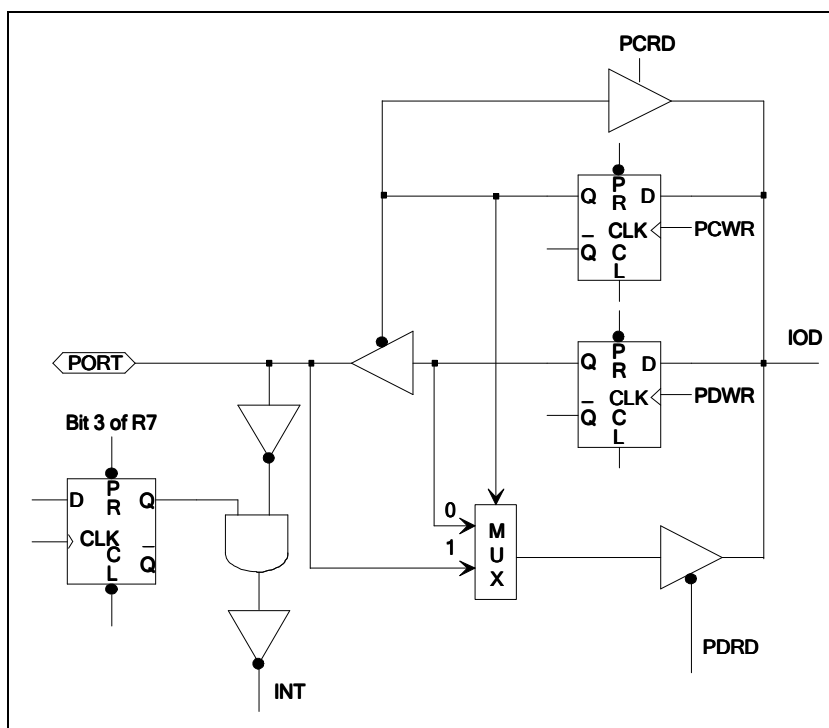 PCRD
Q P R D
CLK PCWR
Q C L
IOD
PORT
Q P R D
CLK PDWR
Q C L
Bit 3 of R7
D P R Q
CLK
C L Q
0
1
M U X
PDRD
INT